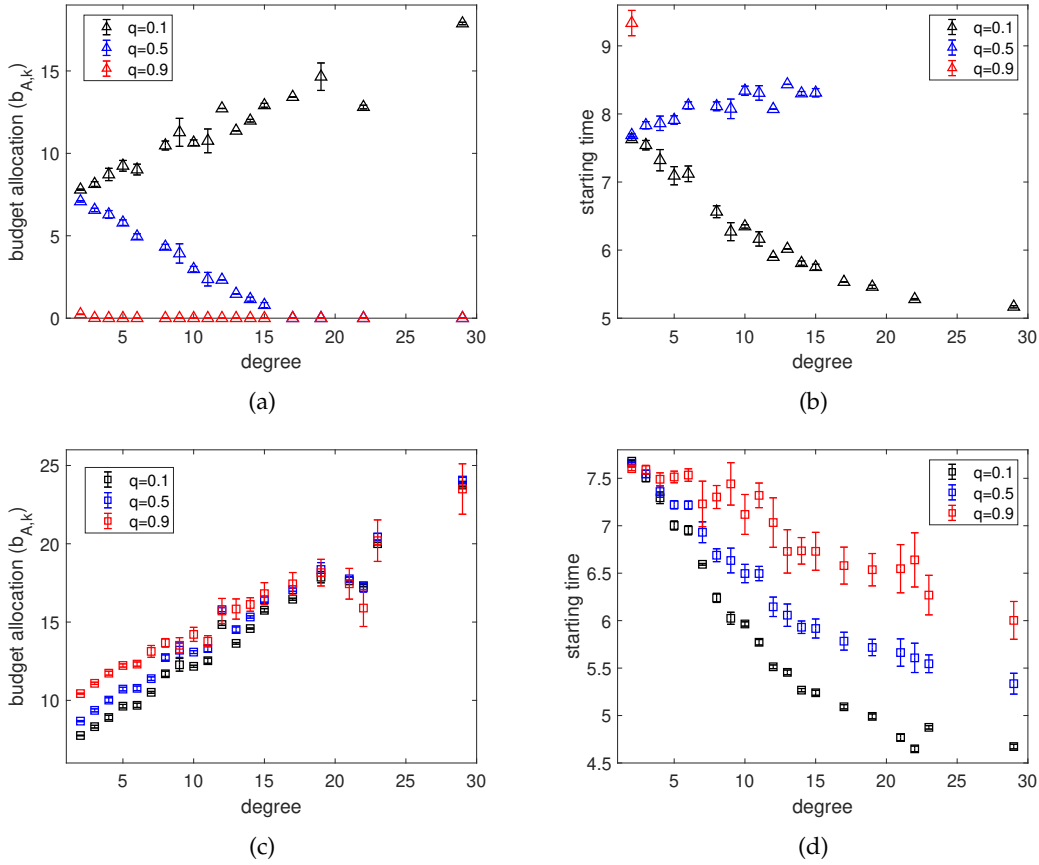 q=0.1
q=0.5
q=0.9
budget allocation (b_{A,k})
15
10
5
0
5 10 15 20 25 30
degree
(a)
q=0.1
q=0.5
q=0.9
starting time
9
8
7
6
5
5 10 15 20 25 30
degree
(b)
q=0.1
q=0.5
q=0.9
budget allocation (b_{A,k})
25
20
15
10
5 10 15 20 25 30
degree
(c)
q=0.1
q=0.5
q=0.9
starting time
7.5
7
6.5
6
5.5
5
4.5
5 10 15 20 25 30
degree
(d)